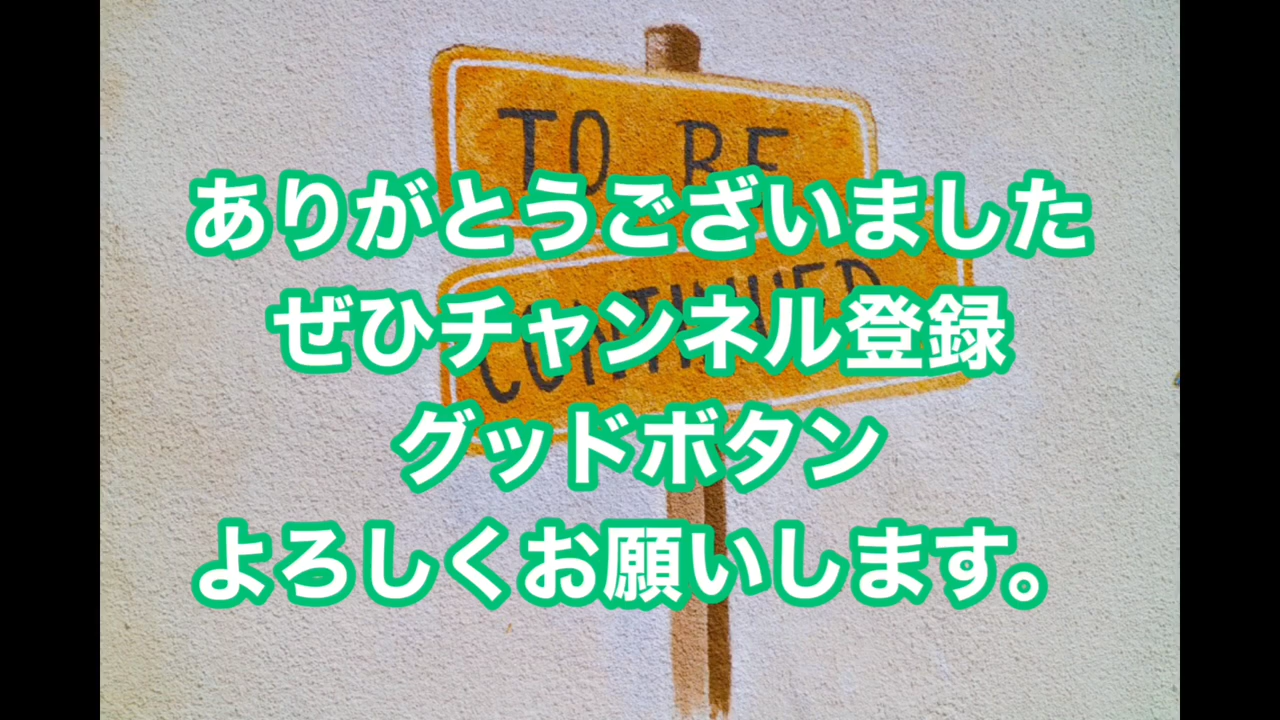 TO BE
ありがとうございました
CONTINUED
ぜひチャンネル登録
グッドボタン
よろしくお願いします。